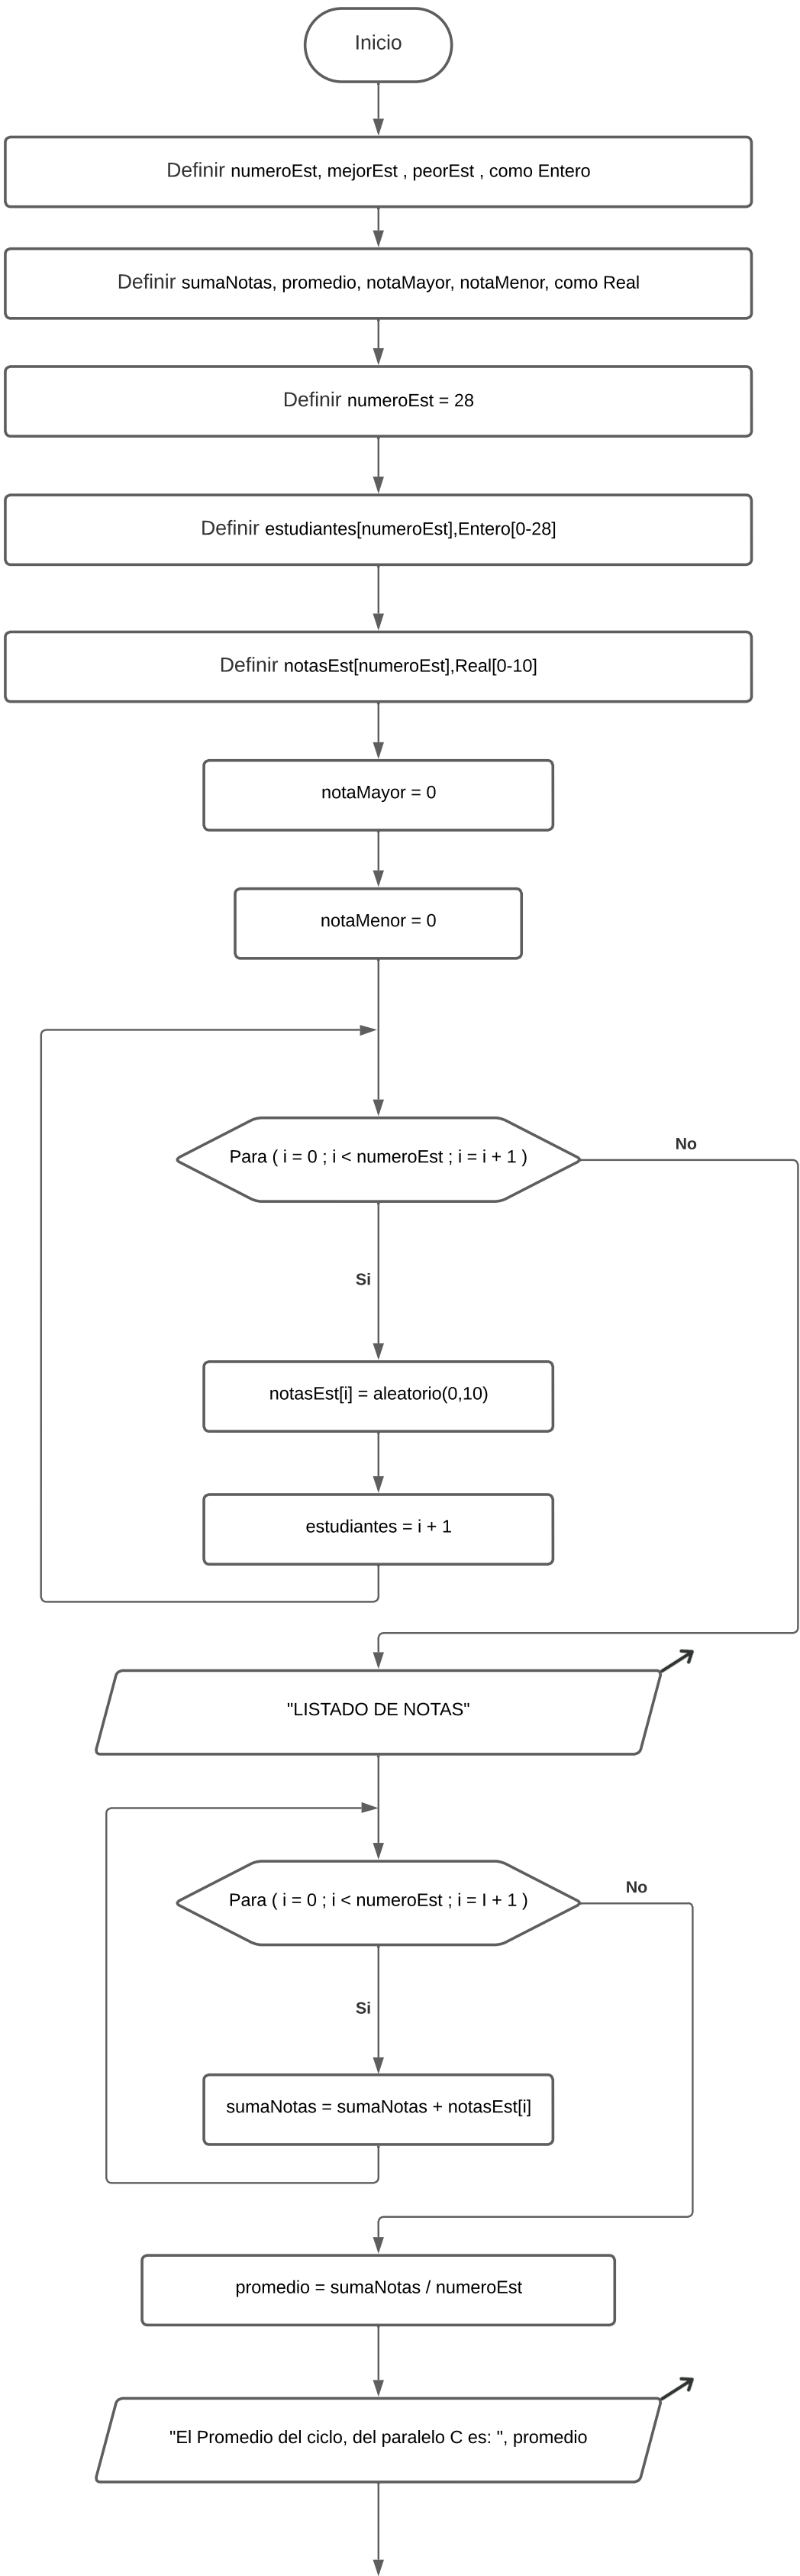 Inicio
Definir numeroEst, mejorEst , peorEst , como Entero
Definir sumaNotas, promedio, notaMayor, notaMenor, como Real
Definir numeroEst = 28
Definir estudiantes[numeroEst],Entero[0-28]
Definir notasEst[numeroEst],Real[0-10]
notaMayor = 0
notaMenor = 0
Para ( i = 0 ; i < numeroEst ; i = i + 1 )
No
Si
notasEst[i] = aleatorio(0,10)
estudiantes = i + 1
"LISTADO DE NOTAS"
Para ( i = 0 ; i < numeroEst ; i = I + 1 )
No
Si
sumaNotas = sumaNotas + notasEst[i]
promedio = sumaNotas / numeroEst
"El Promedio del ciclo, del paralelo C es: ", promedio